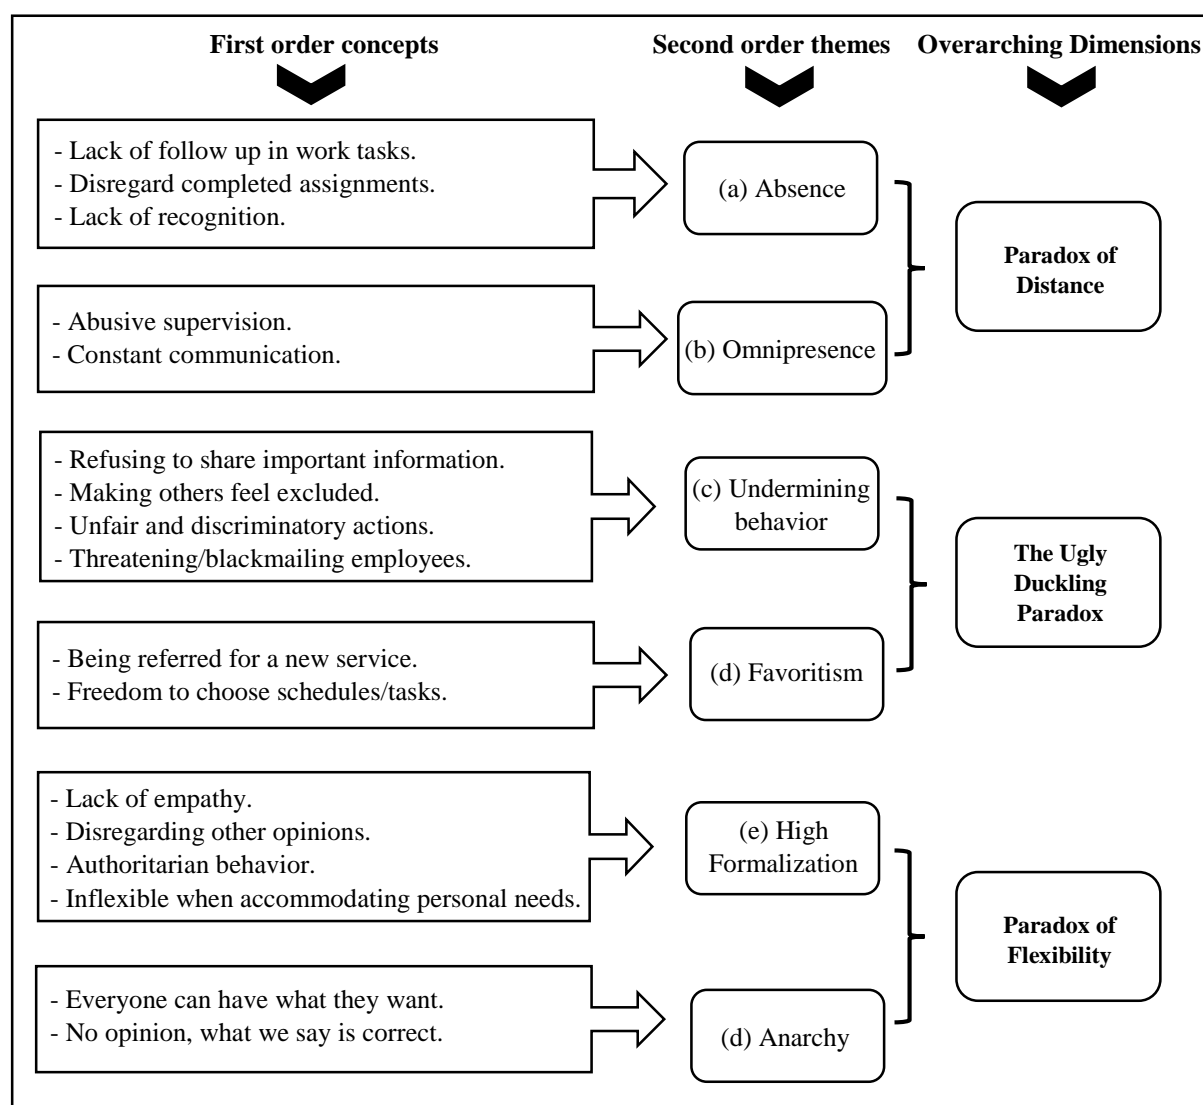 First order concepts
Second order themes
Overarching Dimensions
- Lack of follow up in work tasks.
- Disregard completed assignments.
- Lack of recognition.
(a) Absence
Paradox of
Distance
- Abusive supervision.
- Constant communication.
(b) Omnipresence
- Refusing to share important information.
- Making others feel excluded.
- Unfair and discriminatory actions.
- Threatening/blackmailing employees.
(c) Undermining
behavior
The Ugly
Duckling
Paradox
- Being referred for a new service.
- Freedom to choose schedules/tasks.
(d) Favoritism
- Lack of empathy.
- Disregarding other opinions.
- Authoritarian behavior.
- Inflexible when accommodating personal needs.
(e) High
Formalization
Paradox of
Flexibility
- Everyone can have what they want.
- No opinion, what we say is correct.
(d) Anarchy